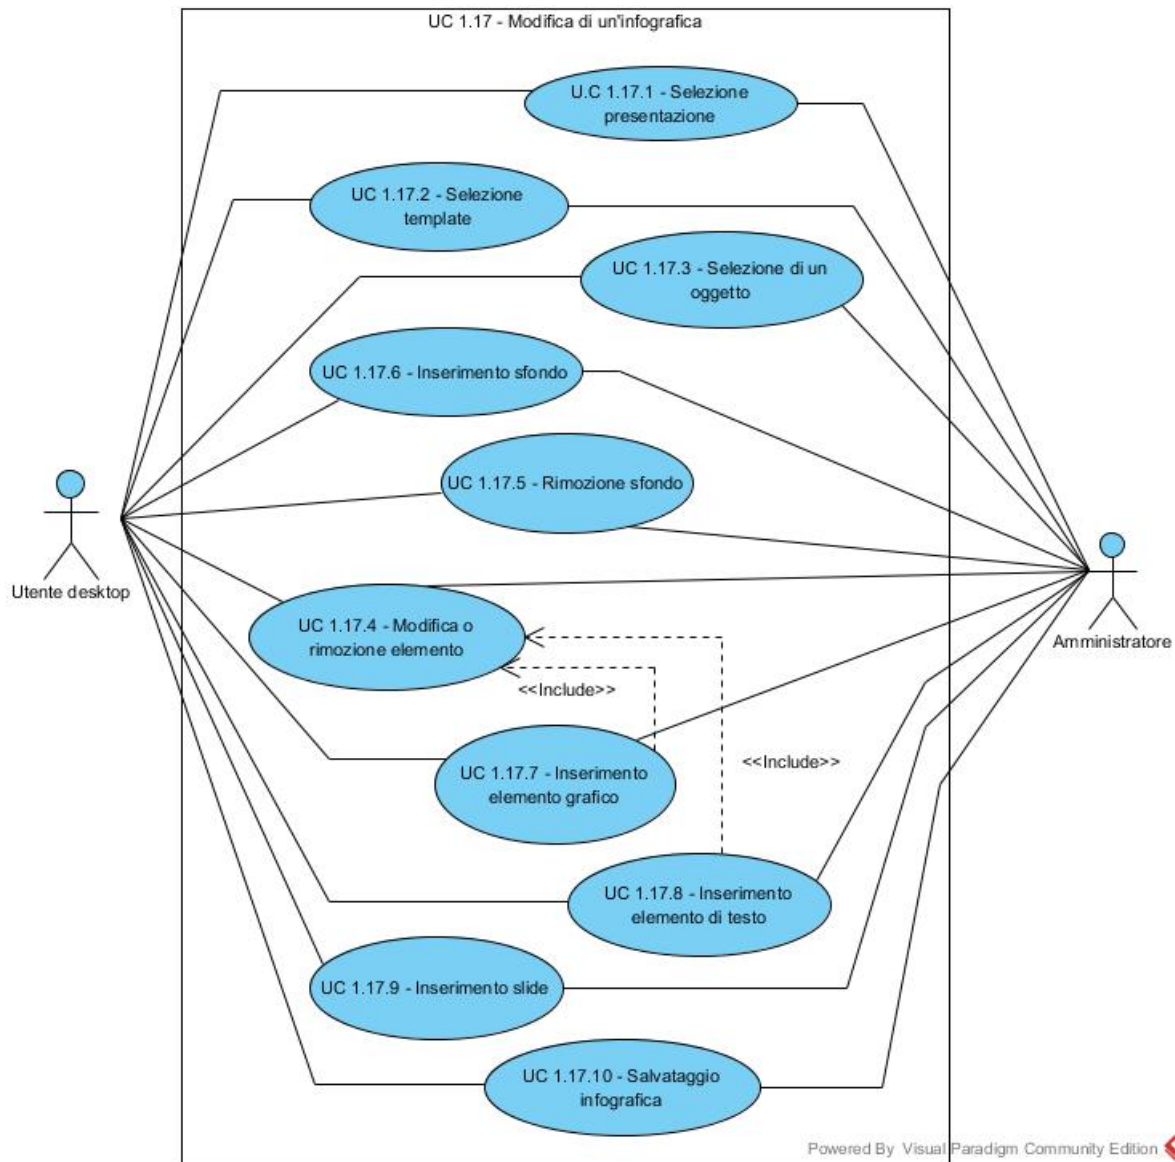 UC 1.17 - Modifica di un'infografica
U.C 1.17.1 - Selezione
presentazione
UC 1.17.2 - Selezione
template
UC 1.17.3 - Selezione di un
oggetto
UC 1.17.6 - Inserimento sfondo
UC 1.17.5 - Rimozione sfondo
Utente desktop
UC 1.17.4 - Modifica o
rimozione elemento
Amministratore
<<Include>>
UC 1.17.7 - Inserimento
elemento grafico
<<Include>>
UC 1.17.8 - Inserimento
elemento di testo
UC 1.17.9 - Inserimento slide
UC 1.17.10 - Salvataggio
infografica
Powered By Visual Paradigm Community Edition